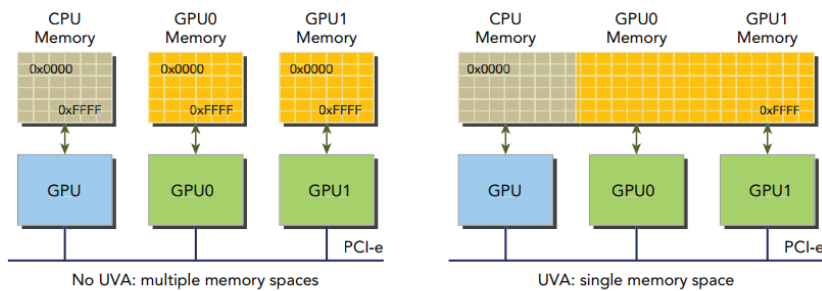 CPU Memory
GPU0 Memory
GPU1 Memory
0x0000
0xFFFF
0x0000
0xFFFF
0x0000
0xFFFF
GPU
GPU0
GPU1
PCI-e
No UVA: multiple memory spaces
CPU Memory
GPU0 Memory
GPU1 Memory
0x0000
0xFFFF
GPU
GPU0
GPU1
PCI-e
UVA: single memory space